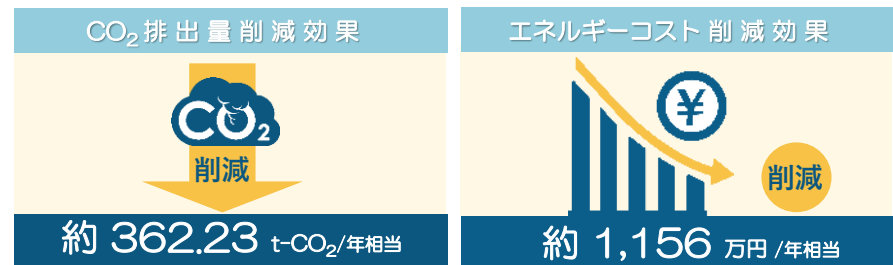 CO₂排出量削減効果
CO₂
削減
約 362.23 t-CO₂/年相当
エネルギーコスト削減効果
¥
削減
約 1,156 万円 /年相当